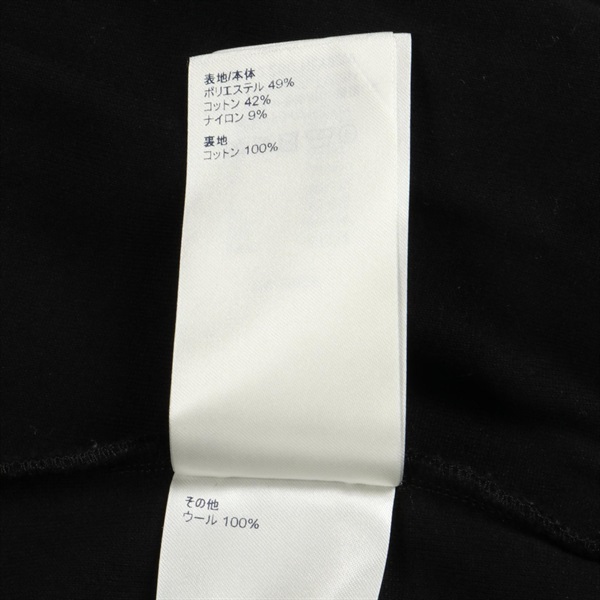 表地/本体
ポリエステル 49%
コットン 42%
ナイロン 9%
裏地
コットン 100%
その他
ウール 100%